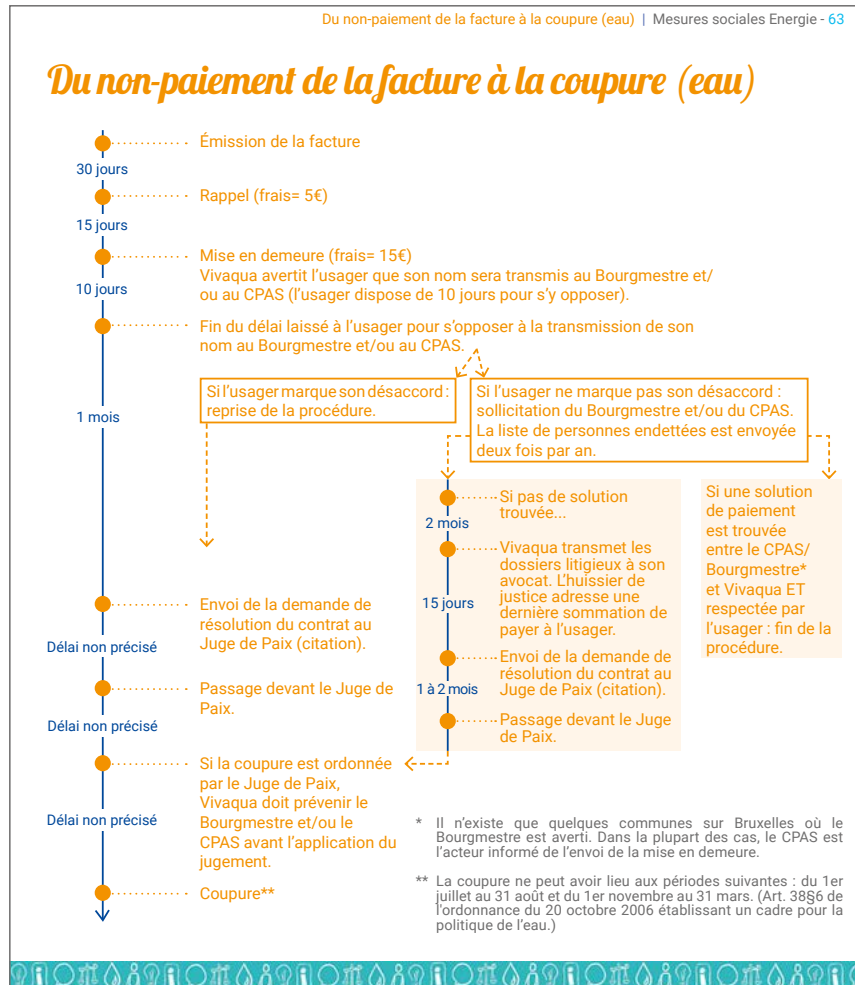 Du non-paiement de la facture à la coupure (eau) | Mesures sociales Energie - 63
Du non-paiement de la facture à la coupure (eau)
Émission de la facture
30 jours
Rappel (frais= 5€)
15 jours
Mise en demeure (frais= 15€)
Vivaqua avertit l'usager que son nom sera transmis au Bourgmestre et/
ou au CPAS (l'usager dispose de 10 jours pour s'y opposer).
10 jours
Fin du délai laissé à l'usager pour s'opposer à la transmission de son
nom au Bourgmestre et/ou au CPAS.
1 mois
Si l'usager marque son désaccord :
reprise de la procédure.
Si l'usager ne marque pas son désaccord :
sollicitation du Bourgmestre et/ou du CPAS.
La liste de personnes endettées est envoyée
deux fois par an.
Si pas de solution
trouvée...
2 mois
Vivaqua transmet les
dossiers litigieux à son
avocat. L'huissier de
justice adresse une
dernière sommation de
payer à l'usager.
15 jours
Envoi de la demande de
résolution du contrat au
Juge de Paix (citation).
1 à 2 mois
Passage devant le Juge
de Paix.
Si une solution
de paiement
est trouvée
entre le CPAS/
Bourgmestre*
et Vivaqua ET
respectée par
l'usager : fin de la
procédure.
Envoi de la demande de
résolution du contrat au
Juge de Paix (citation).
Délai non précisé
Passage devant le Juge de
Paix.
Délai non précisé
Si la coupure est ordonnée
par le Juge de Paix,
Vivaqua doit prévenir le
Bourgmestre et/ou le
CPAS avant l'application du
jugement.
Délai non précisé
Coupure**
* Il n'existe que quelques communes sur Bruxelles où le
Bourgmestre est averti. Dans la plupart des cas, le CPAS est
l'acteur informé de l'envoi de la mise en demeure.
** La coupure ne peut avoir lieu aux périodes suivantes : du 1er
juillet au 31 août et du 1er novembre au 31 mars. (Art. 38§6 de
l'ordonnance du 20 octobre 2006 établissant un cadre pour la
politique de l'eau.)